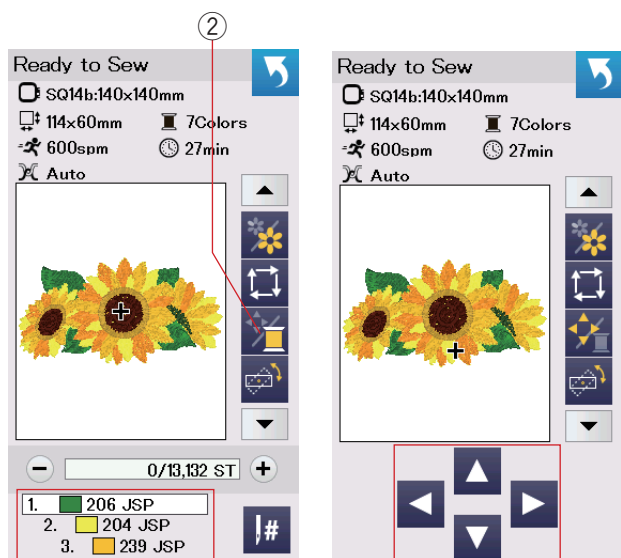 ②
Ready to Sew
SQ14b:140x140mm
114x60mm 7Colors
600spm 27min
Auto
0/13,132 ST
1. 206 JSP
2. 204 JSP
3. 239 JSP
#
Ready to Sew
SQ14b:140x140mm
114x60mm 7Colors
600spm 27min
Auto